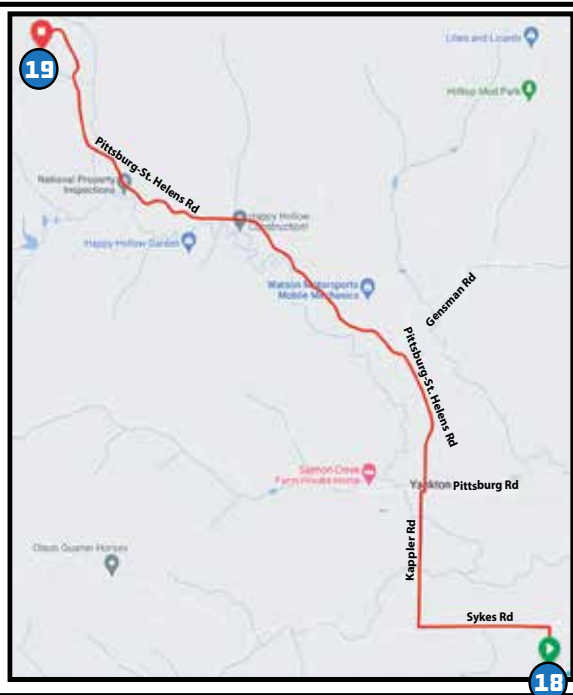 19
Lilies and Lizards
Hilltop Mod Park
Pittsburg-St. Helens Rd
National Property
Inspections
Happy Hollow
Construction
Happy Hollow Garden
Watson Motorsports
Mobile Mechanics
Gensman Rd
Pittsburg-St. Helens Rd
Salmon Creek
Farm Private Home
Yankton Pittsburg Rd
Kappler Rd
Olson Quarter Horses
Sykes Rd
18